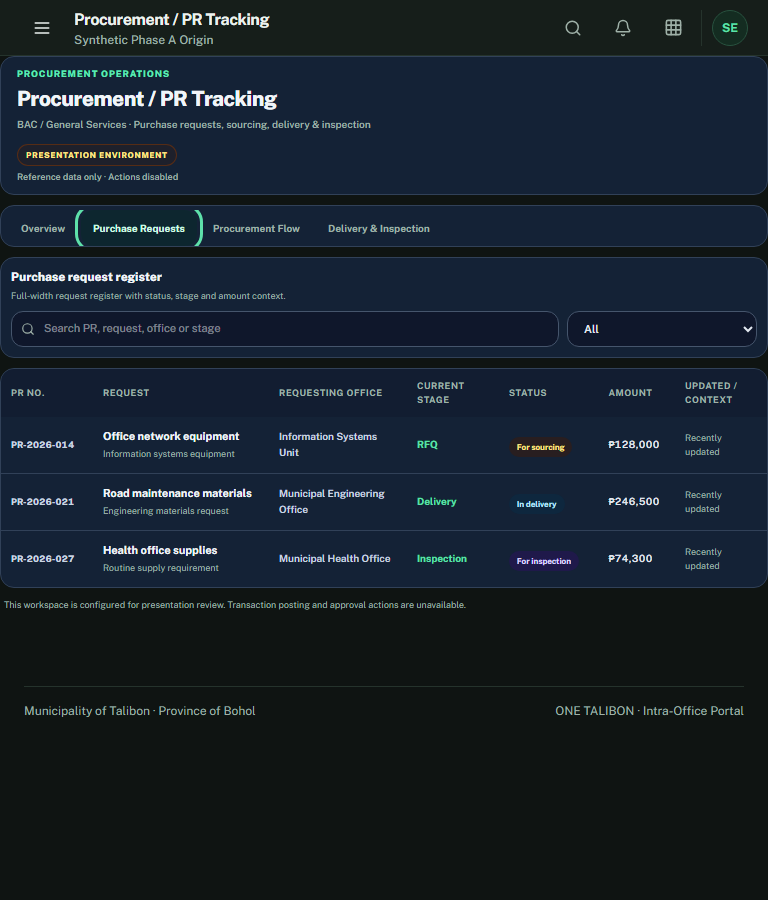 Procurement / PR Tracking
Synthetic Phase A Origin
SE
PROCUREMENT OPERATIONS
Procurement / PR Tracking
BAC / General Services · Purchase requests, sourcing, delivery & inspection
PRESENTATION ENVIRONMENT
Reference data only · Actions disabled
Overview
Purchase Requests
Procurement Flow
Delivery & Inspection
Purchase request register
Full-width request register with status, stage and amount context.
Search PR, request, office or stage
All
PR NO.
REQUEST
REQUESTING OFFICE
CURRENT
STAGE
STATUS
AMOUNT
UPDATED /
CONTEXT
PR-2026-014
Office network equipment
Information systems equipment
Information Systems
Unit
RFQ
For sourcing
₱128,000
Recently
updated
PR-2026-021
Road maintenance materials
Engineering materials request
Municipal Engineering
Office
Delivery
In delivery
₱246,500
Recently
updated
PR-2026-027
Health office supplies
Routine supply requirement
Municipal Health Office
Inspection
For inspection
₱74,300
Recently
updated
This workspace is configured for presentation review. Transaction posting and approval actions are unavailable.
Municipality of Talibon · Province of Bohol
ONE TALIBON · Intra-Office Portal